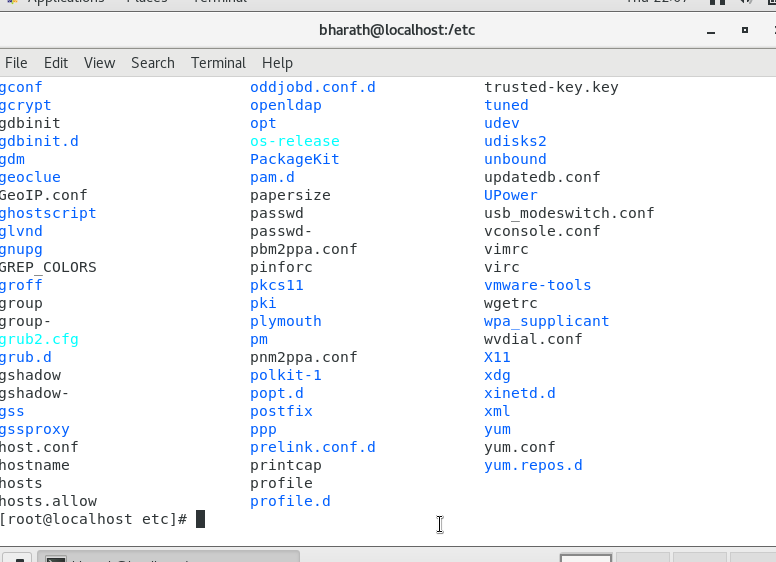 Applications Places Terminal Thu 22:07
bharath@localhost:/etc
File Edit View Search Terminal Help
gconf oddjobd.conf.d trusted-key.key
gcrypt openldap tuned
gdbinit opt udev
gdbinit.d os-release udisks2
gdm PackageKit unbound
geoclue pam.d updatedb.conf
GeoIP.conf papersize UPower
ghostscript passwd usb_modeswitch.conf
glvnd passwd- vconsole.conf
gnupg pbm2ppa.conf vimrc
GREP_COLORS pinforc virc
groff pkcs11 vmware-tools
group pki wgetrc
group- plymouth wpa_supplicant
grub2.cfg pm wvdial.conf
grub.d pnm2ppa.conf X11
gshadow polkit-1 xdg
gshadow- popt.d xinetd.d
gss postfix xml
gssproxy ppp yum
host.conf prelink.conf.d yum.conf
hostname printcap yum.repos.d
hosts profile
hosts.allow profile.d
[root@localhost etc]#